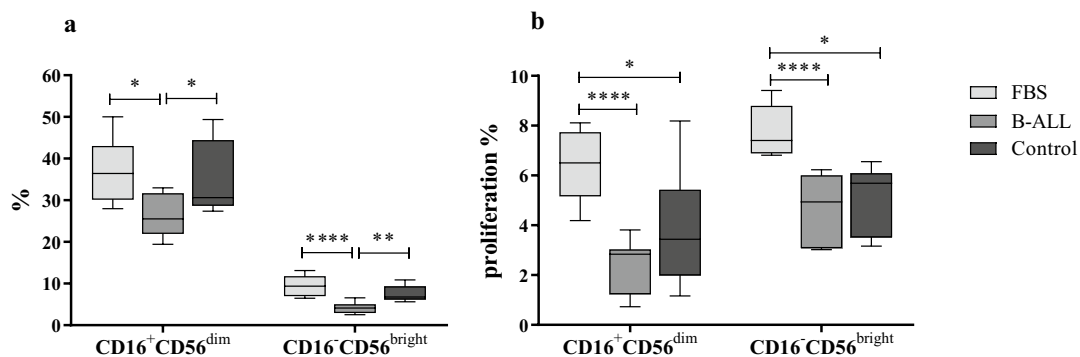 a
%
60
50
40
30
20
10
0
* *
**** **
CD16⁺CD56ᵈⁱᵐ CD16⁻CD56ᵇʳⁱᵍʰᵗ
b
proliferation %
10
8
6
4
2
0
*
****
*
****
CD16⁺CD56ᵈⁱᵐ CD16⁻CD56ᵇʳⁱᵍʰᵗ
FBS
B-ALL
Control